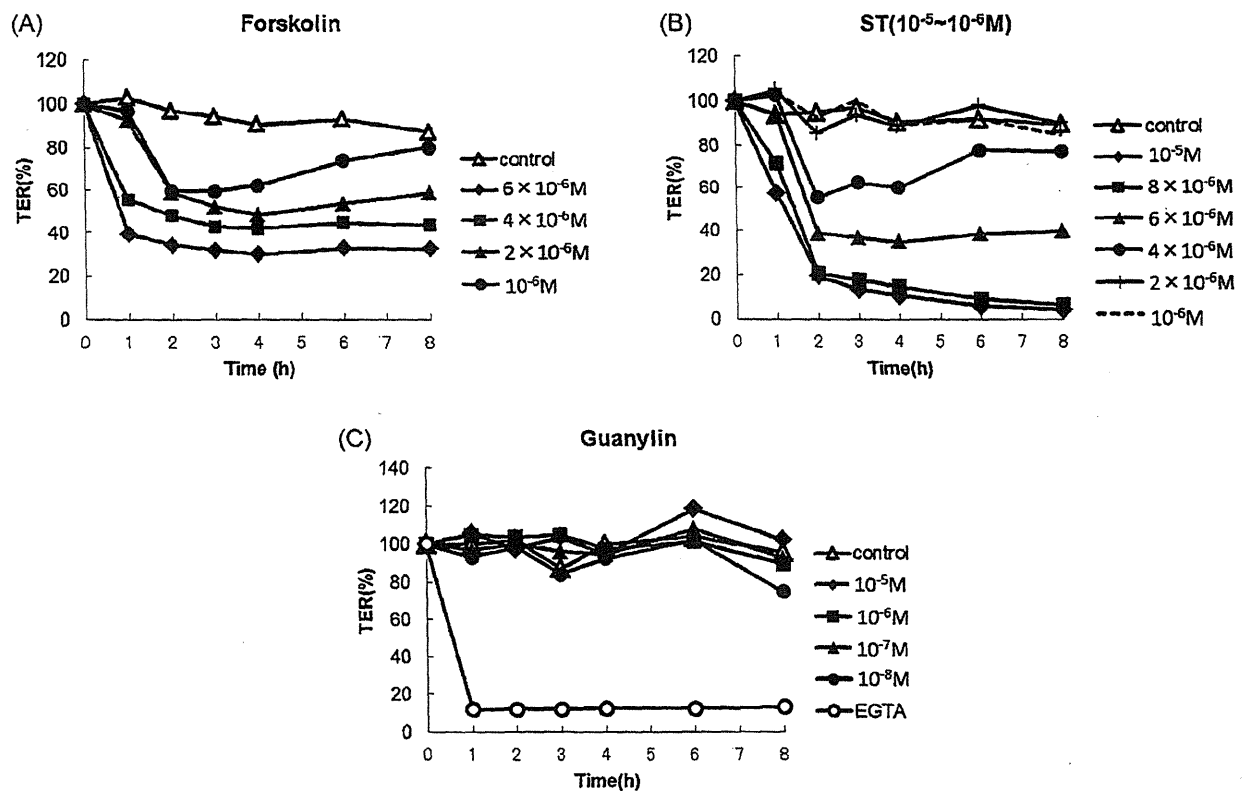 (A) Forskolin
120
100
80
60
40
20
0
TER(%)
0 1 2 3 4 5 6 7 8
Time (h)
control
6×10⁻⁶M
4×10⁻⁶M
2×10⁻⁶M
10⁻⁶M
(B) ST(10⁻⁵~10⁻⁶M)
120
100
80
60
40
20
0
TER(%)
0 1 2 3 4 5 6 7 8
Time(h)
control
10⁻⁵M
8×10⁻⁶M
6×10⁻⁶M
4×10⁻⁶M
2×10⁻⁶M
10⁻⁶M
(C) Guanylin
140
120
100
80
60
40
20
0
TER(%)
0 1 2 3 4 5 6 7 8
Time(h)
control
10⁻⁵M
10⁻⁶M
10⁻⁷M
10⁻⁸M
EGTA